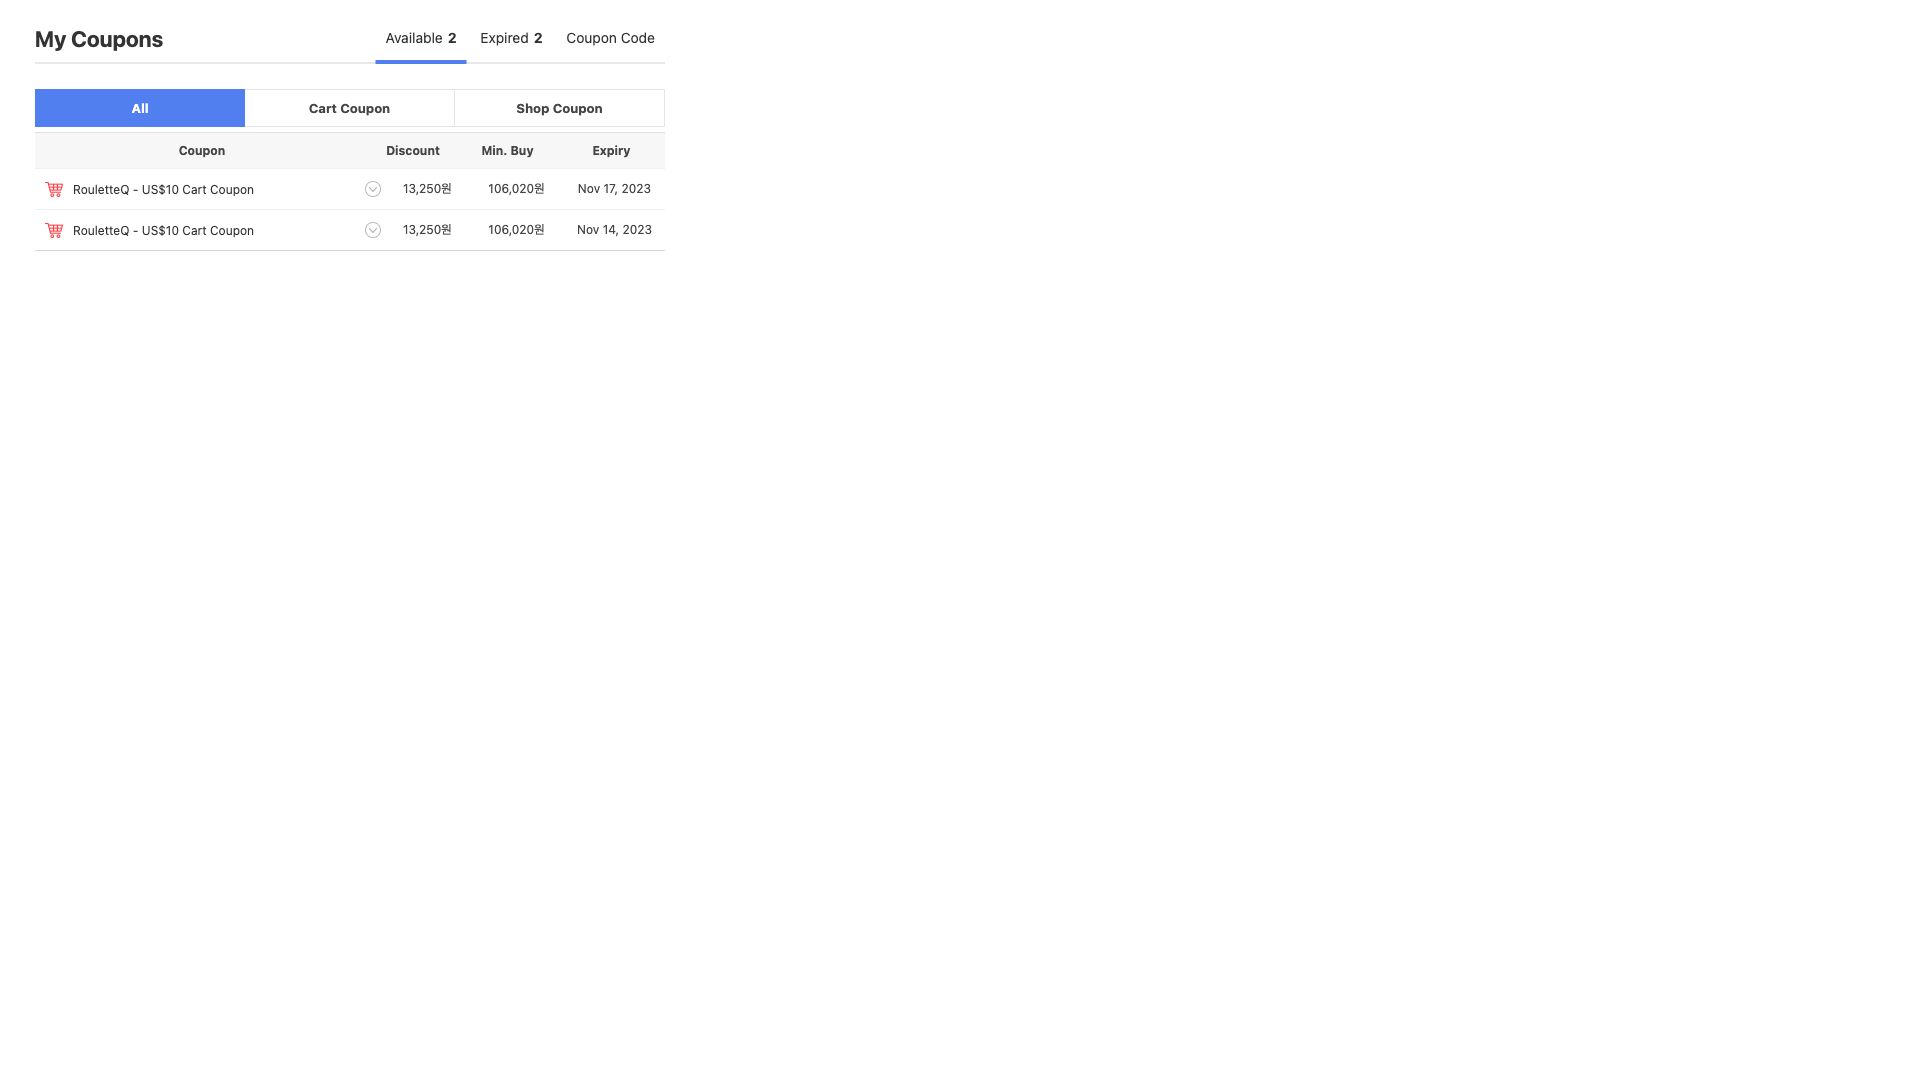 My Coupons
Available 2 Expired 2 Coupon Code
All Cart Coupon Shop Coupon
Coupon Discount Min. Buy Expiry
RouletteQ - US$10 Cart Coupon 13,250원 106,020원 Nov 17, 2023
RouletteQ - US$10 Cart Coupon 13,250원 106,020원 Nov 14, 2023